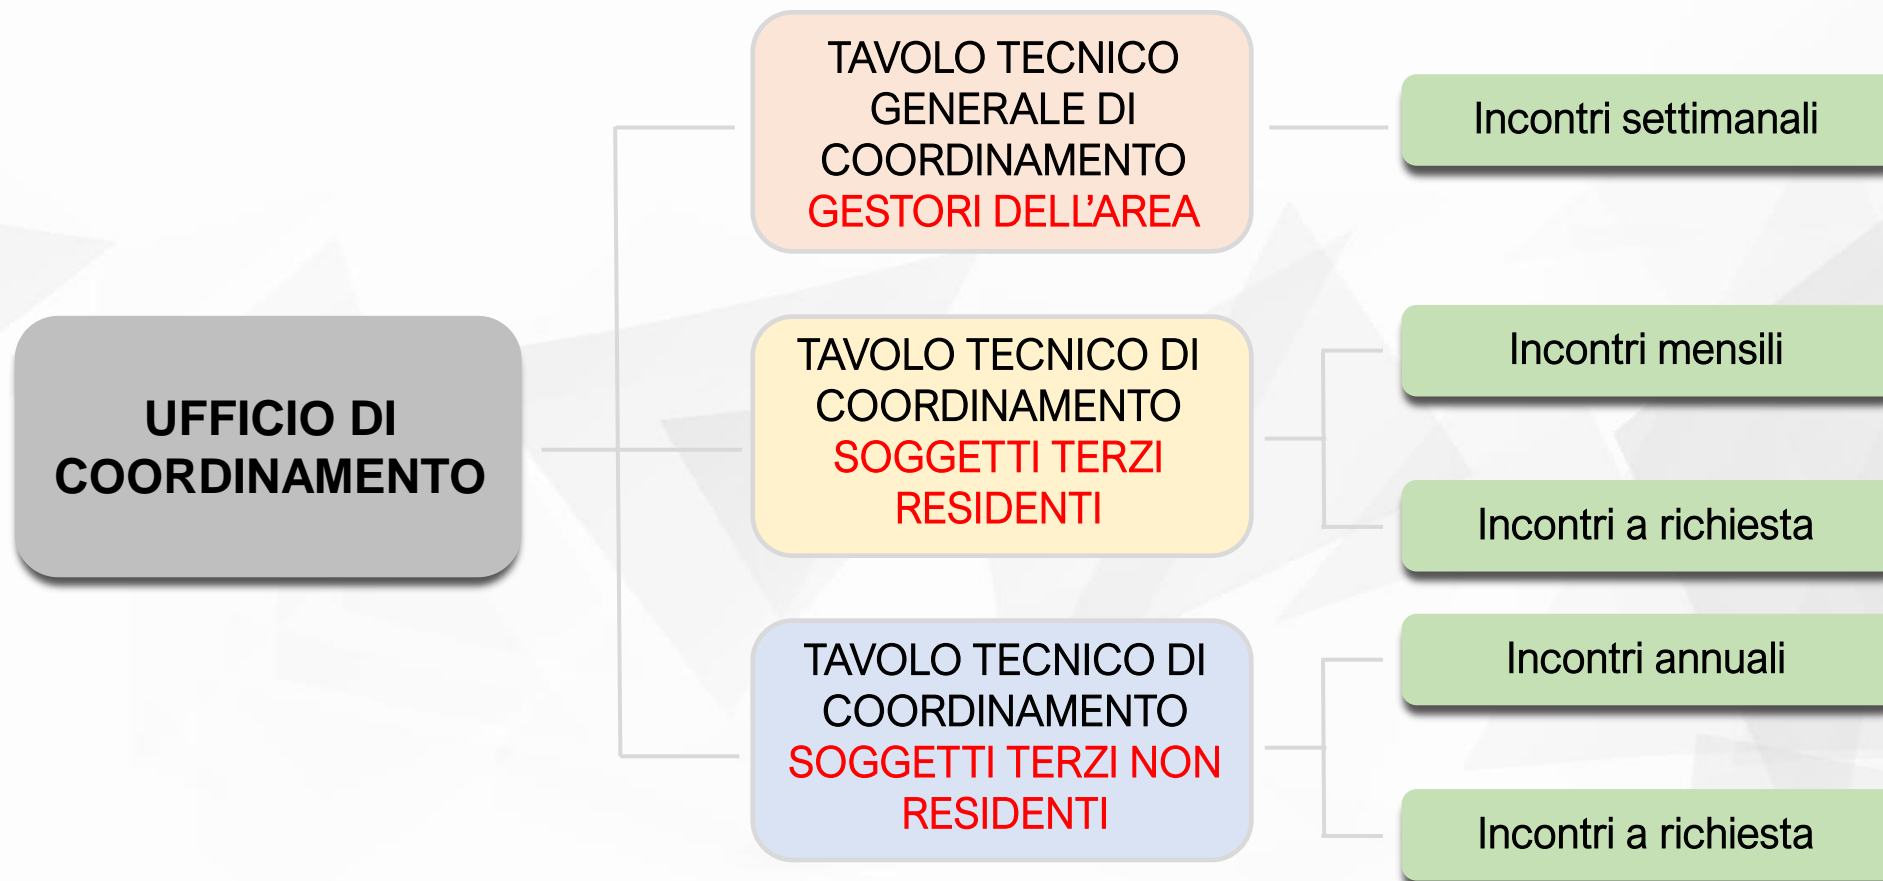 UFFICIO DI
COORDINAMENTO
TAVOLO TECNICO
GENERALE DI
COORDINAMENTO
GESTORI DELL’AREA
Incontri settimanali
TAVOLO TECNICO DI
COORDINAMENTO
SOGGETTI TERZI
RESIDENTI
Incontri mensili
Incontri a richiesta
TAVOLO TECNICO DI
COORDINAMENTO
SOGGETTI TERZI NON
RESIDENTI
Incontri annuali
Incontri a richiesta